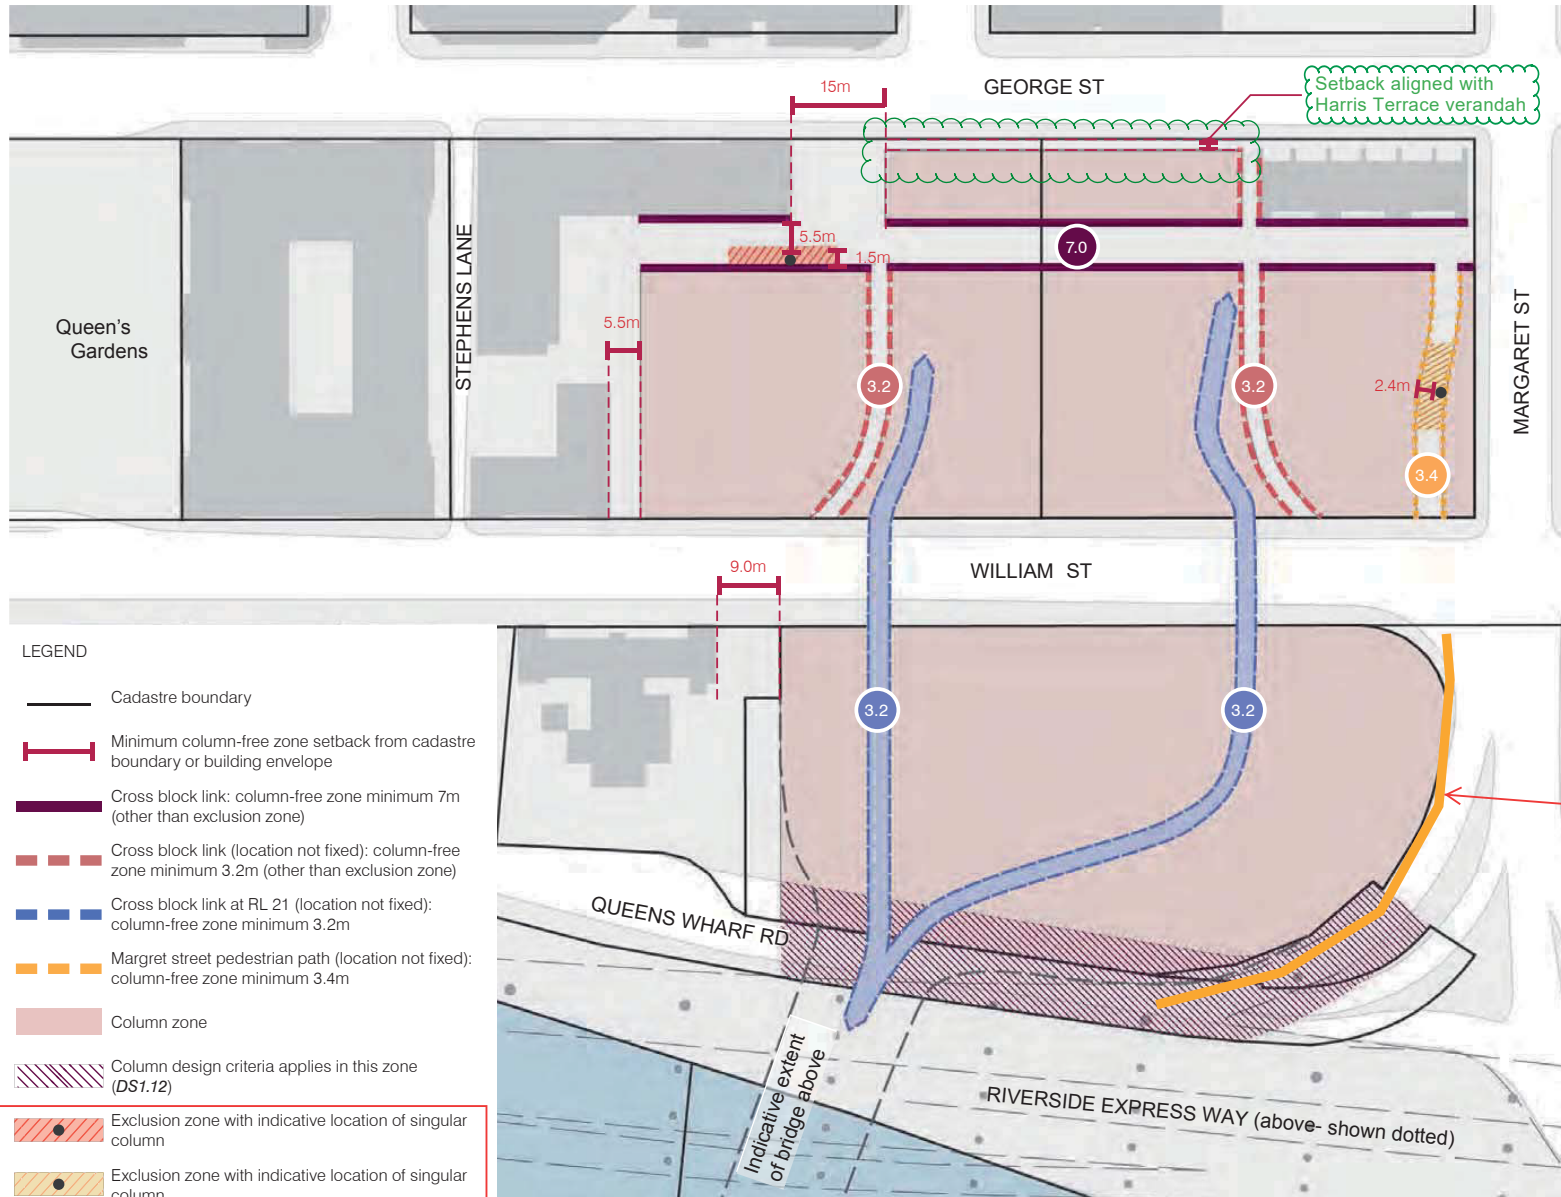 GEORGE ST
15m
Setback aligned with
Harris Terrace verandah
5.5m
1.5m
7.0
STEPHENS LANE
Queen's
Gardens
5.5m
3.2
3.2
2.4m
3.4
MARGARET ST
9.0m
WILLIAM ST
3.2
3.2
QUEENS WHARF RD
Indicative extent
of bridge above
RIVERSIDE EXPRESS WAY (above- shown dotted)
LEGEND
Cadastre boundary
Minimum column-free zone setback from cadastre
boundary or building envelope
Cross block link: column-free zone minimum 7m
(other than exclusion zone)
Cross block link (location not fixed): column-free
zone minimum 3.2m (other than exclusion zone)
Cross block link at RL 21 (location not fixed):
column-free zone minimum 3.2m
Margret street pedestrian path (location not fixed):
column-free zone minimum 3.4m
Column zone
Column design criteria applies in this zone
(DS1.12)
Exclusion zone with indicative location of singular
column
Exclusion zone with indicative location of singular
column